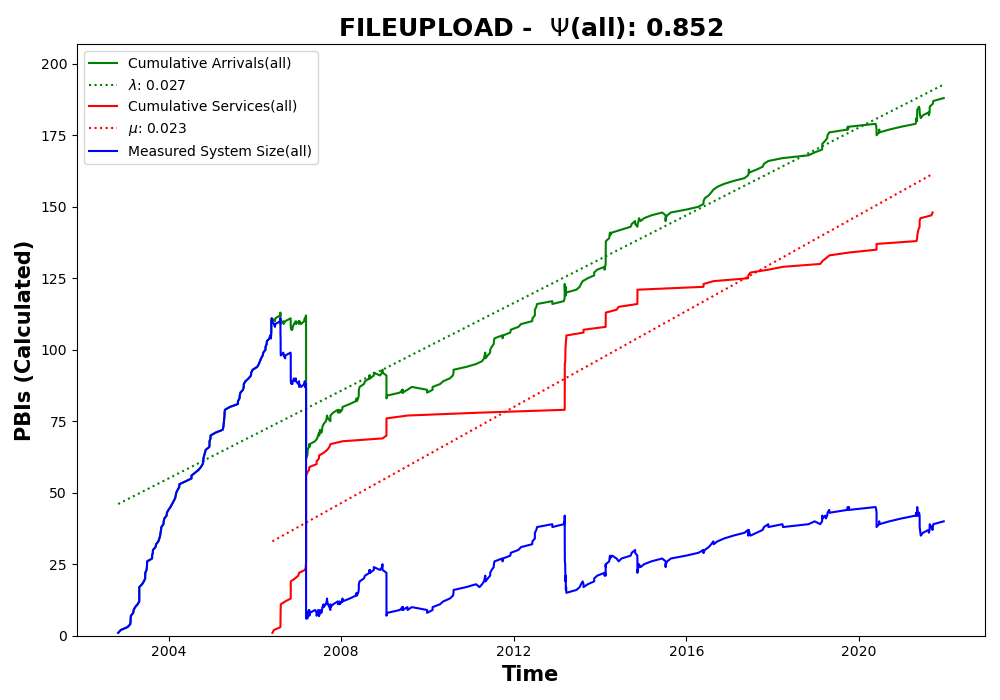 FILEUPLOAD - Ψ(all): 0.852
Cumulative Arrivals(all)
λ: 0.027
Cumulative Services(all)
μ: 0.023
Measured System Size(all)
PBIs (Calculated)
200
175
150
125
100
75
50
25
0
2004 2008 2012 2016 2020
Time